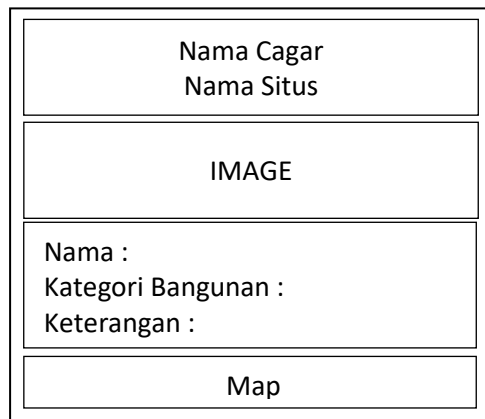 Nama Cagar
Nama Situs
IMAGE
Nama :
Kategori Bangunan :
Keterangan :
Map